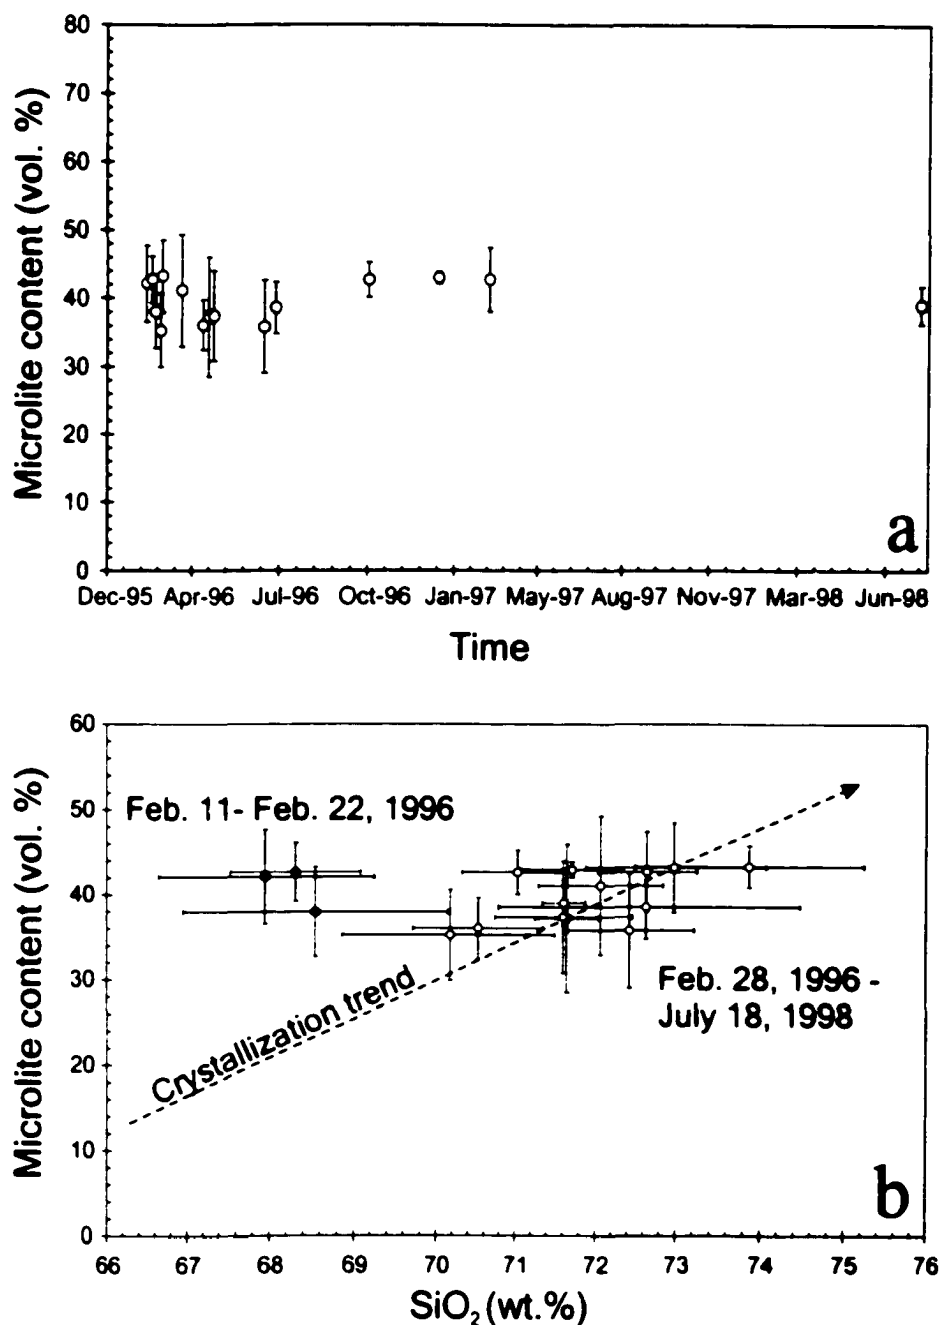 80
70
60
50
40
30
20
10
0
Microlite content (vol. %)
a
Dec-95 Apr-96 Jul-96 Oct-96 Jan-97 May-97 Aug-97 Nov-97 Mar-98 Jun-98
Time
60
50
40
30
20
10
0
Microlite content (vol. %)
Feb. 11- Feb. 22, 1996
Crystallization trend
Feb. 28, 1996 -
July 18, 1998
b
66 67 68 69 70 71 72 73 74 75 76
SiO₂ (wt.%)